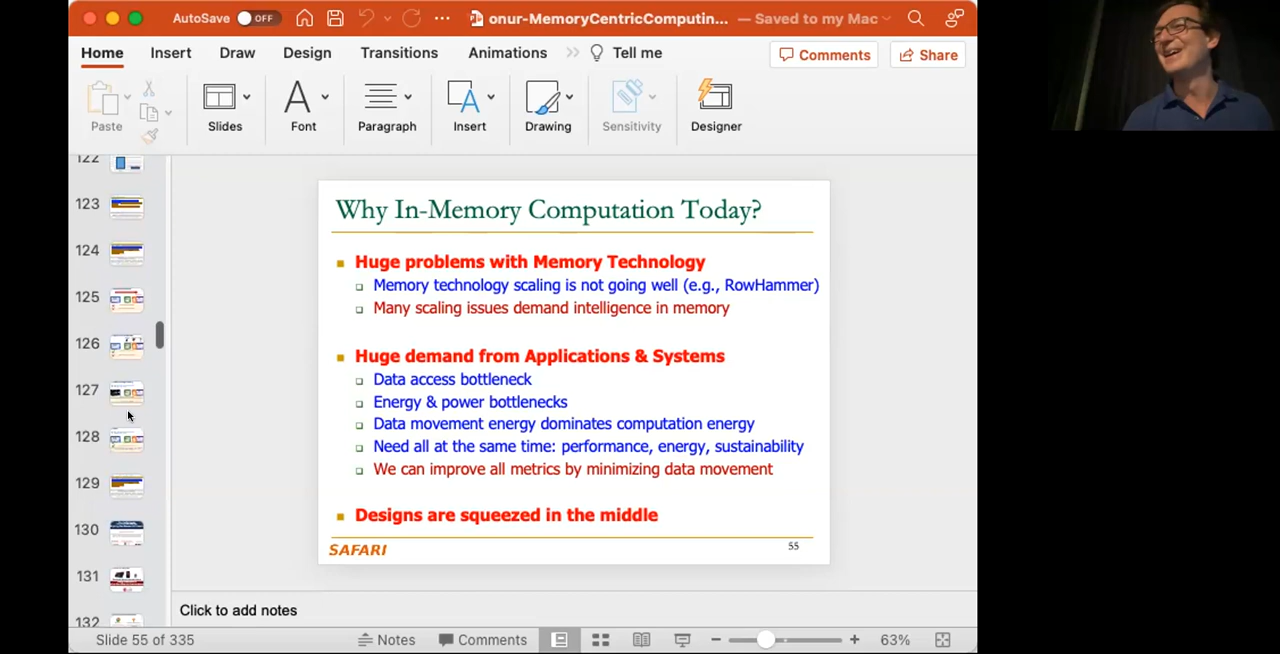 AutoSave OFF
onur-MemoryCentricComputin... — Saved to my Mac
Home Insert Draw Design Transitions Animations Tell me
Comments Share
Paste Slides Font Paragraph Insert Drawing Sensitivity Designer
122
123
124
125
126
127
128
129
130
131
132
Why In-Memory Computation Today?
Huge problems with Memory Technology
Memory technology scaling is not going well (e.g., RowHammer)
Many scaling issues demand intelligence in memory
Huge demand from Applications & Systems
Data access bottleneck
Energy & power bottlenecks
Data movement energy dominates computation energy
Need all at the same time: performance, energy, sustainability
We can improve all metrics by minimizing data movement
Designs are squeezed in the middle
SAFARI 55
Click to add notes
Slide 55 of 335 Notes Comments 63%